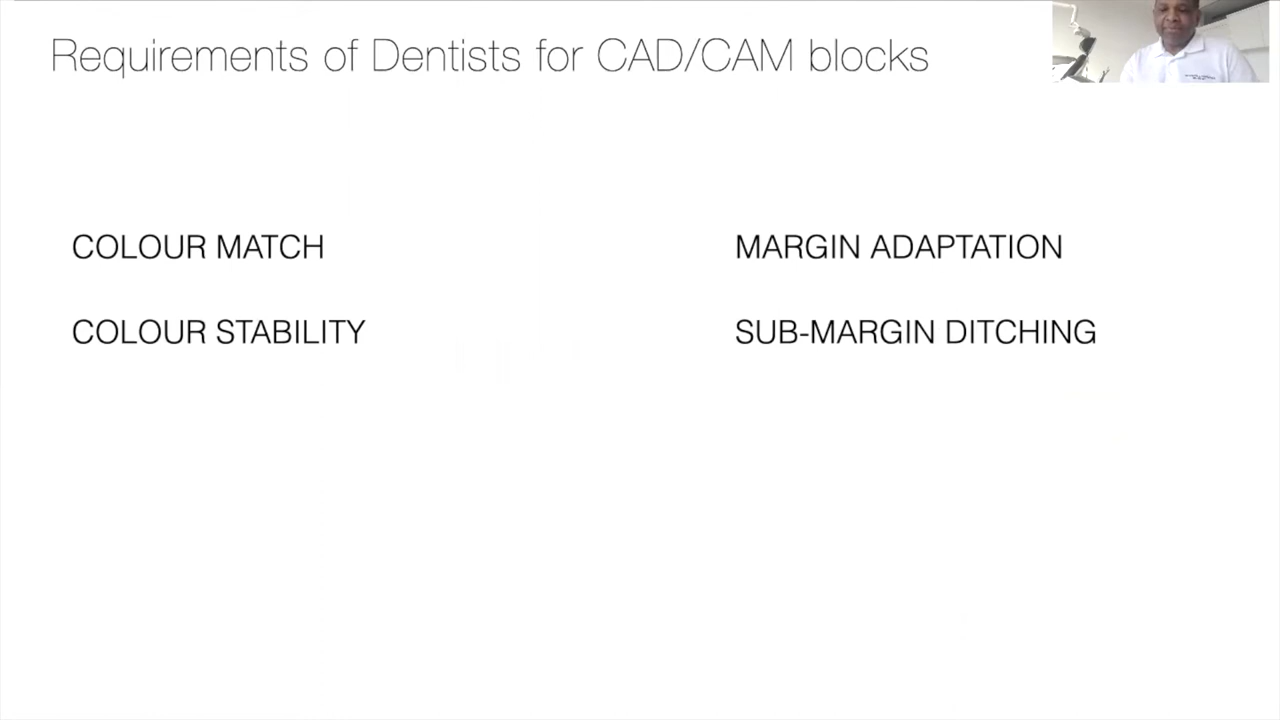 Requirements of Dentists for CAD/CAM blocks
COLOUR MATCH
MARGIN ADAPTATION
COLOUR STABILITY
SUB-MARGIN DITCHING